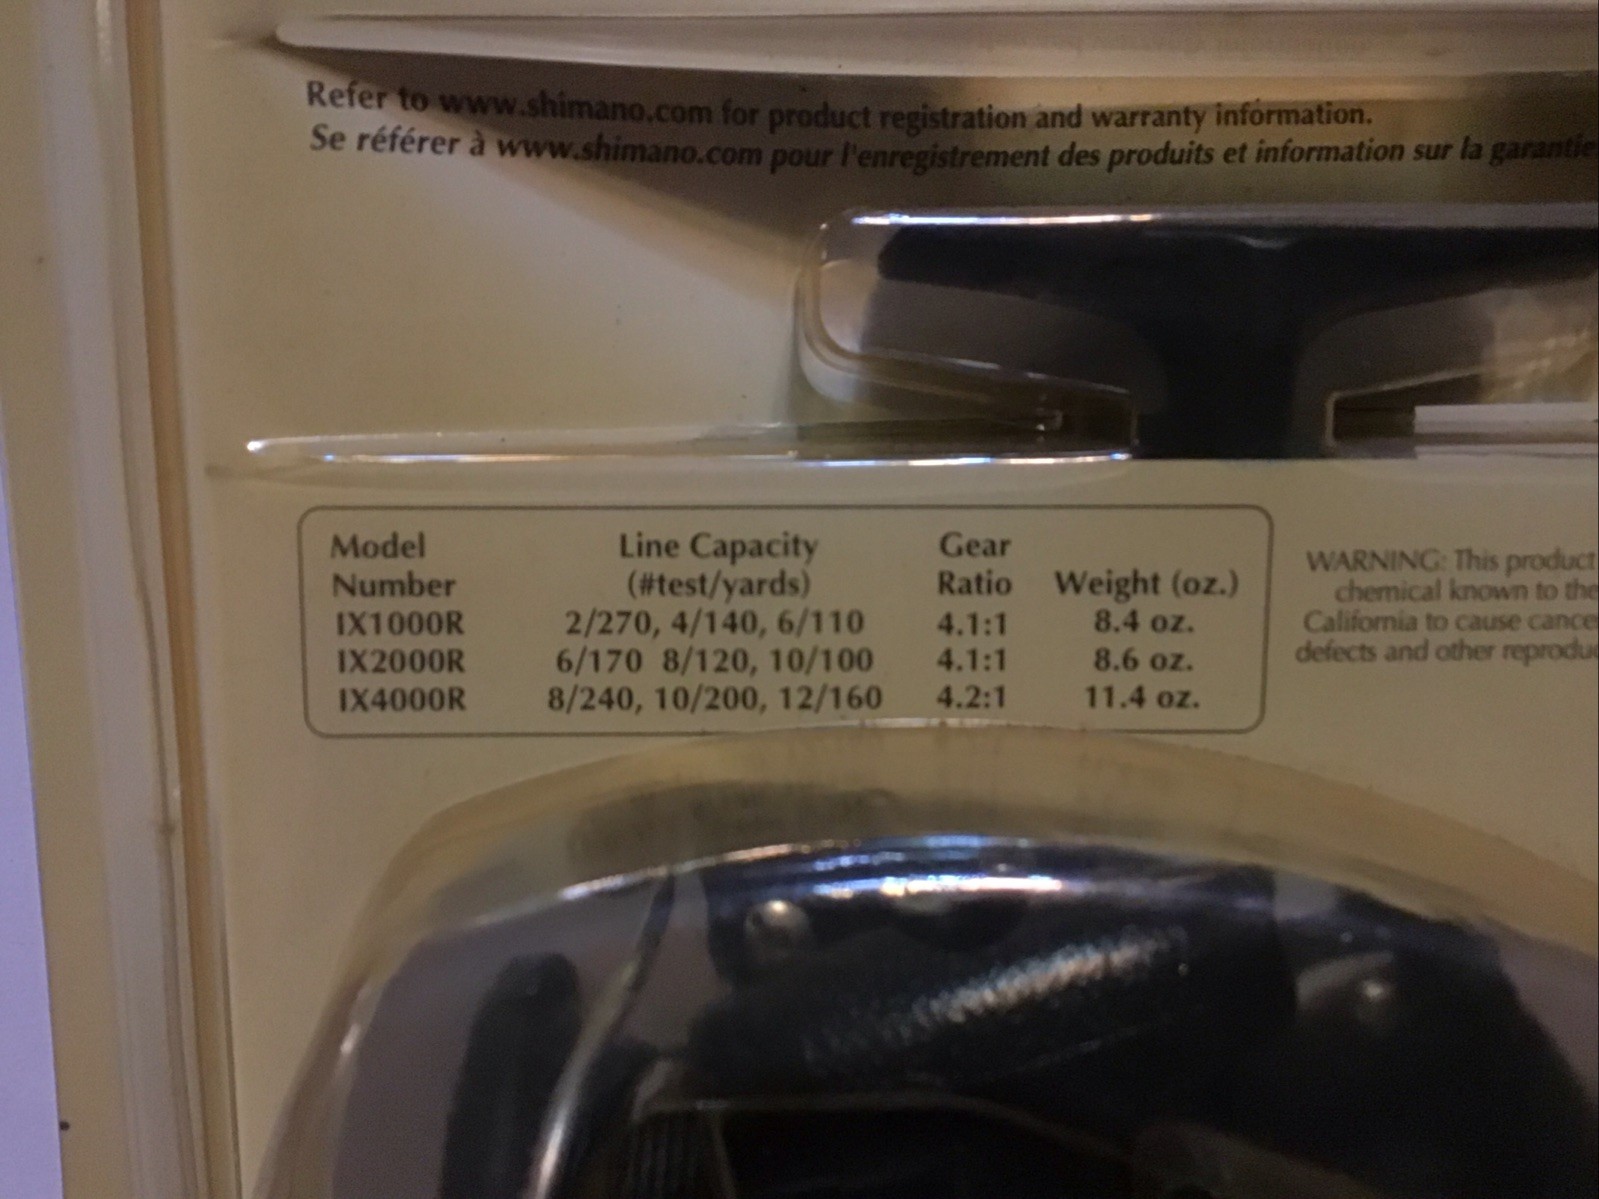 Refer to www.shimano.com for product registration and warranty information.
Se référer à www.shimano.com pour l'enregistrement des produits et information sur la garantie
Model Number Line Capacity (#test/yards) Gear Ratio Weight (oz.)
IX1000R 2/270, 4/140, 6/110 4.1:1 8.4 oz.
IX2000R 6/170 8/120, 10/100 4.1:1 8.6 oz.
IX4000R 8/240, 10/200, 12/160 4.2:1 11.4 oz.
WARNING: This product
chemical known to the
California to cause
defects and other